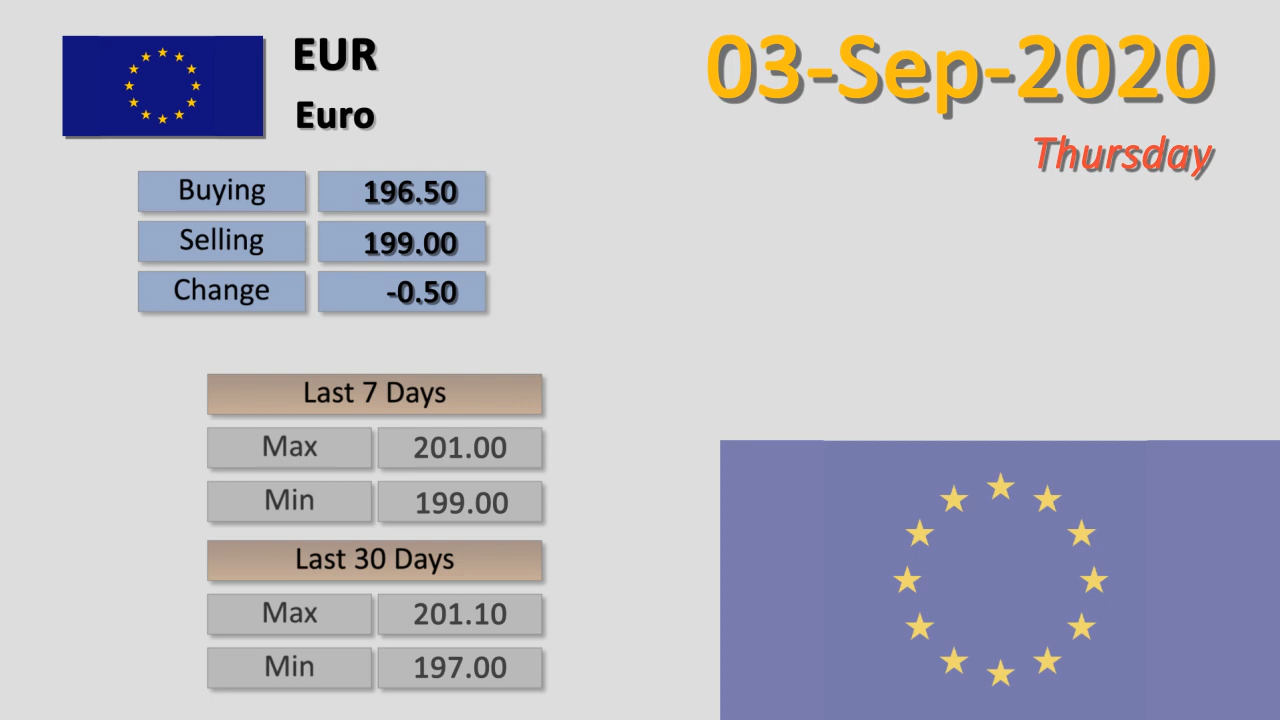 EUR
Euro
03-Sep-2020
Thursday
Buying 196.50
Selling 199.00
Change -0.50
Last 7 Days
Max 201.00
Min 199.00
Last 30 Days
Max 201.10
Min 197.00